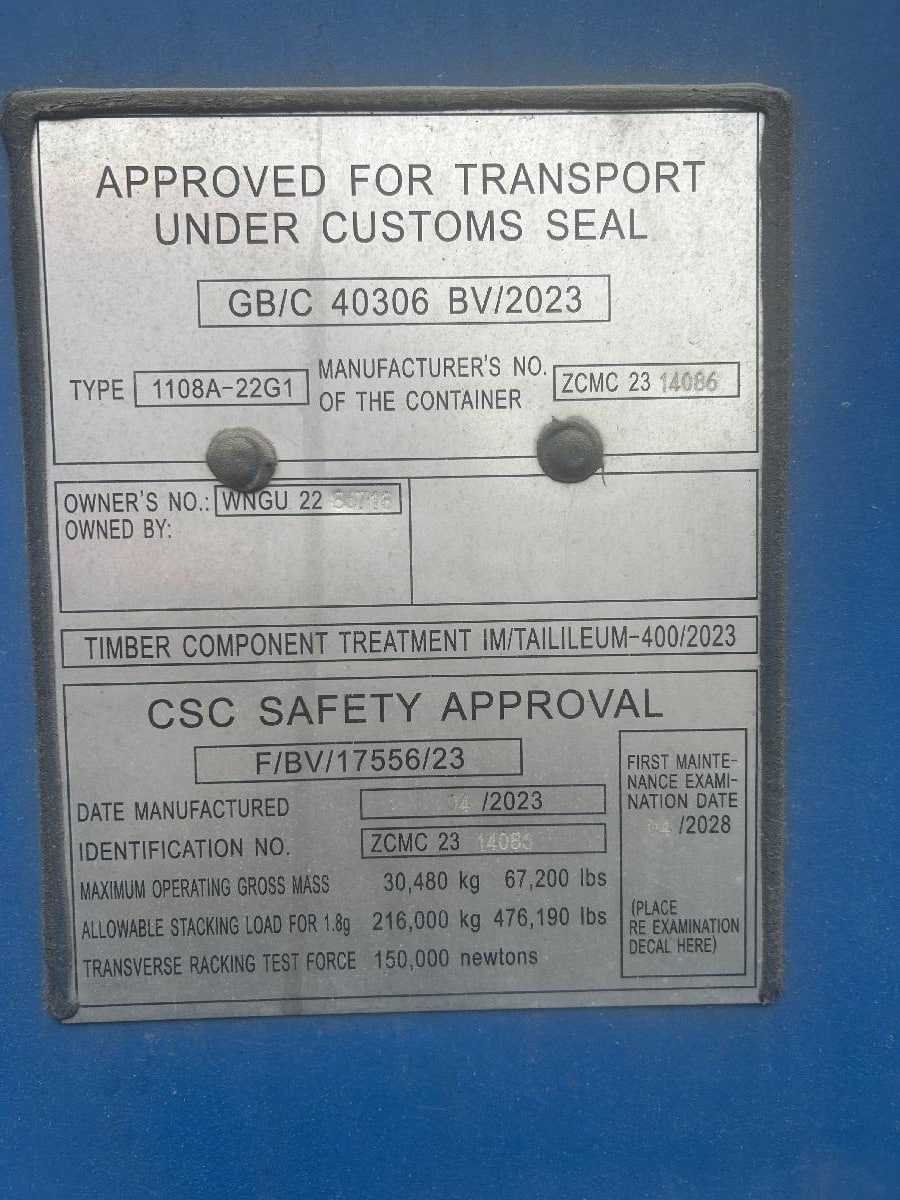 APPROVED FOR TRANSPORT
UNDER CUSTOMS SEAL
GB/C 40306 BV/2023
TYPE 1108A-22G1 MANUFACTURER'S NO. OF THE CONTAINER ZCMC 23 14086
OWNER'S NO.: WNGU 22
OWNED BY:
TIMBER COMPONENT TREATMENT IM/TAILILEUM-400/2023
CSC SAFETY APPROVAL
F/BV/17556/23
DATE MANUFACTURED 04 /2023
IDENTIFICATION NO. ZCMC 23 14086
MAXIMUM OPERATING GROSS MASS 30,480 kg 67,200 lbs
ALLOWABLE STACKING LOAD FOR 1.8g 216,000 kg 476,190 lbs
TRANSVERSE RACKING TEST FORCE 150,000 newtons
FIRST MAINTE-
NANCE EXAMI-
NATION DATE
04 /2028
(PLACE
RE EXAMINATION
DECAL HERE)